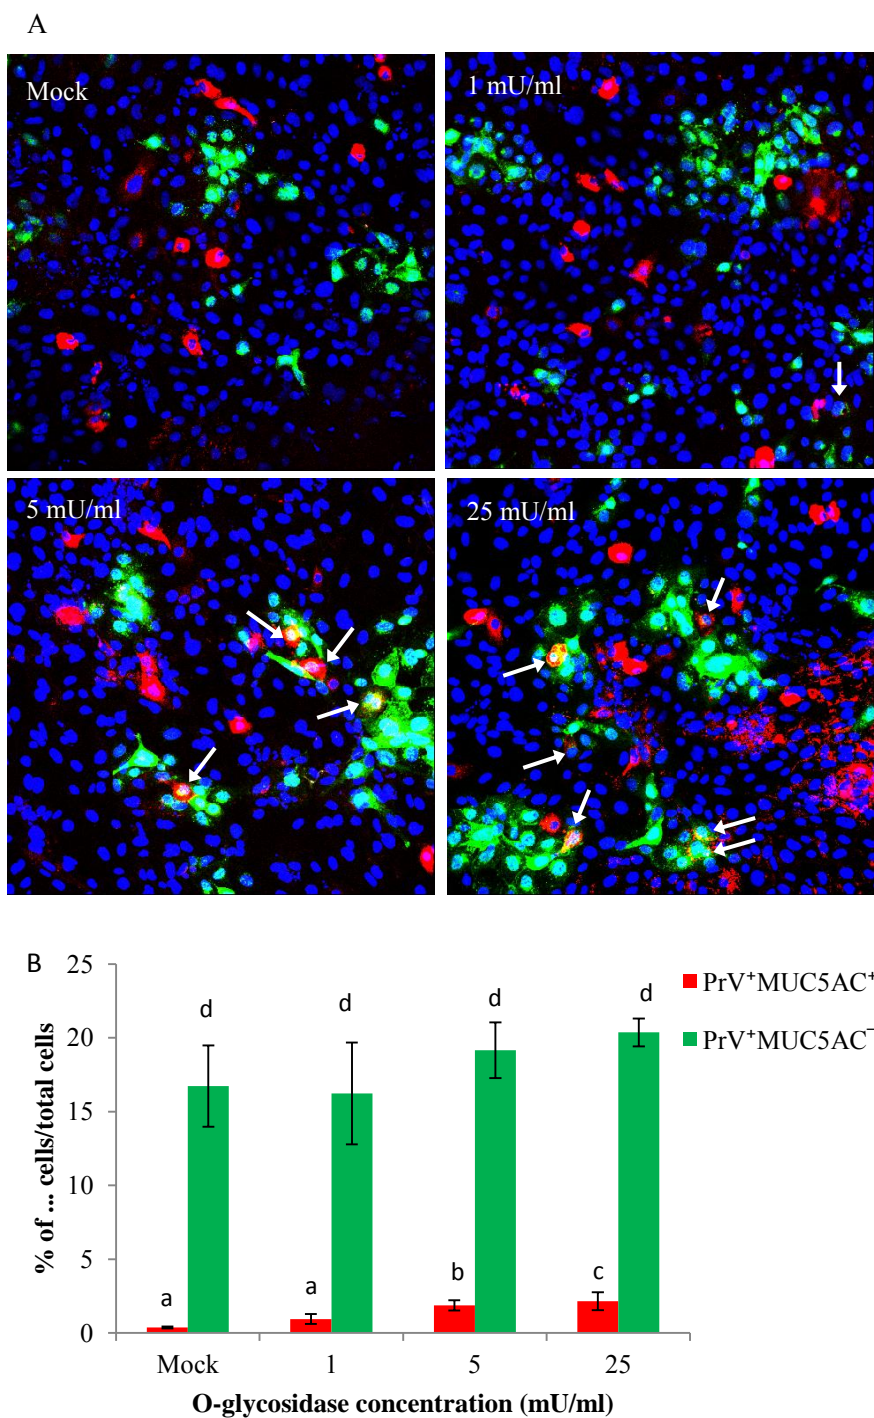 A
Mock
1 mU/ml
5 mU/ml
25 mU/ml
B
25
20
15
10
5
0
% of ... cells/total cells
d
d
d
d
a
a
b
c
PrV⁺MUC5AC⁺
PrV⁺MUC5AC⁻
Mock 1 5 25
O-glycosidase concentration (mU/ml)